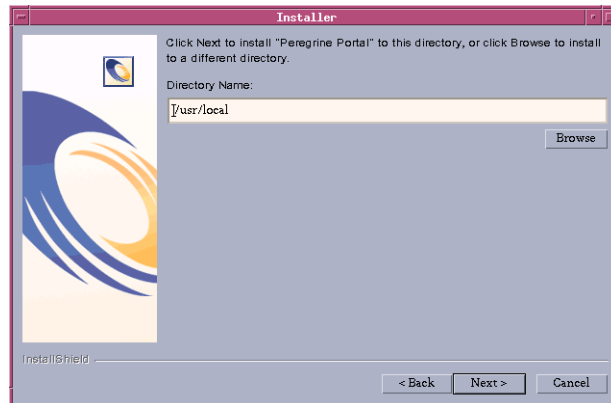 Installer
Click Next to install "Peregrine Portal" to this directory, or click Browse to install
to a different directory.
Directory Name:
/usr/local
Browse
InstallShield
< Back
Next >
Cancel